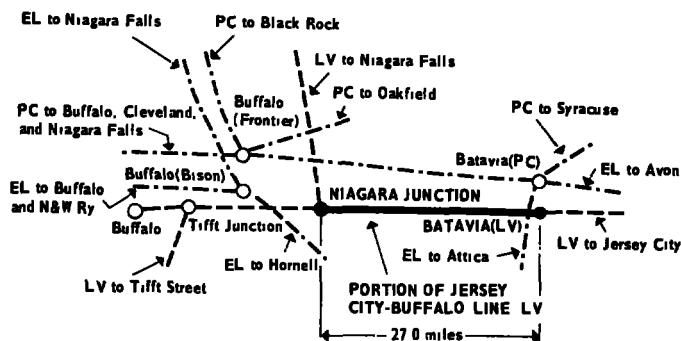 EL to Niagara Falls
PC to Black Rock
LV to Niagara Falls
Buffalo
(Frontier)
PC to Oakfield
PC to Buffalo, Cleveland,
and Niagara Falls
PC to Syracuse
Batavia (PC)
EL to Avon
Buffalo (Bison)
EL to Buffalo
and N&W Ry
NIAGARA JUNCTION
Buffalo
Tifft Junction
BATAVIA (LV)
LV to Jersey City
EL to Hornell
EL to Attica
LV to Tifft Street
PORTION OF JERSEY
CITY-BUFFALO LINE LV
27.0 miles